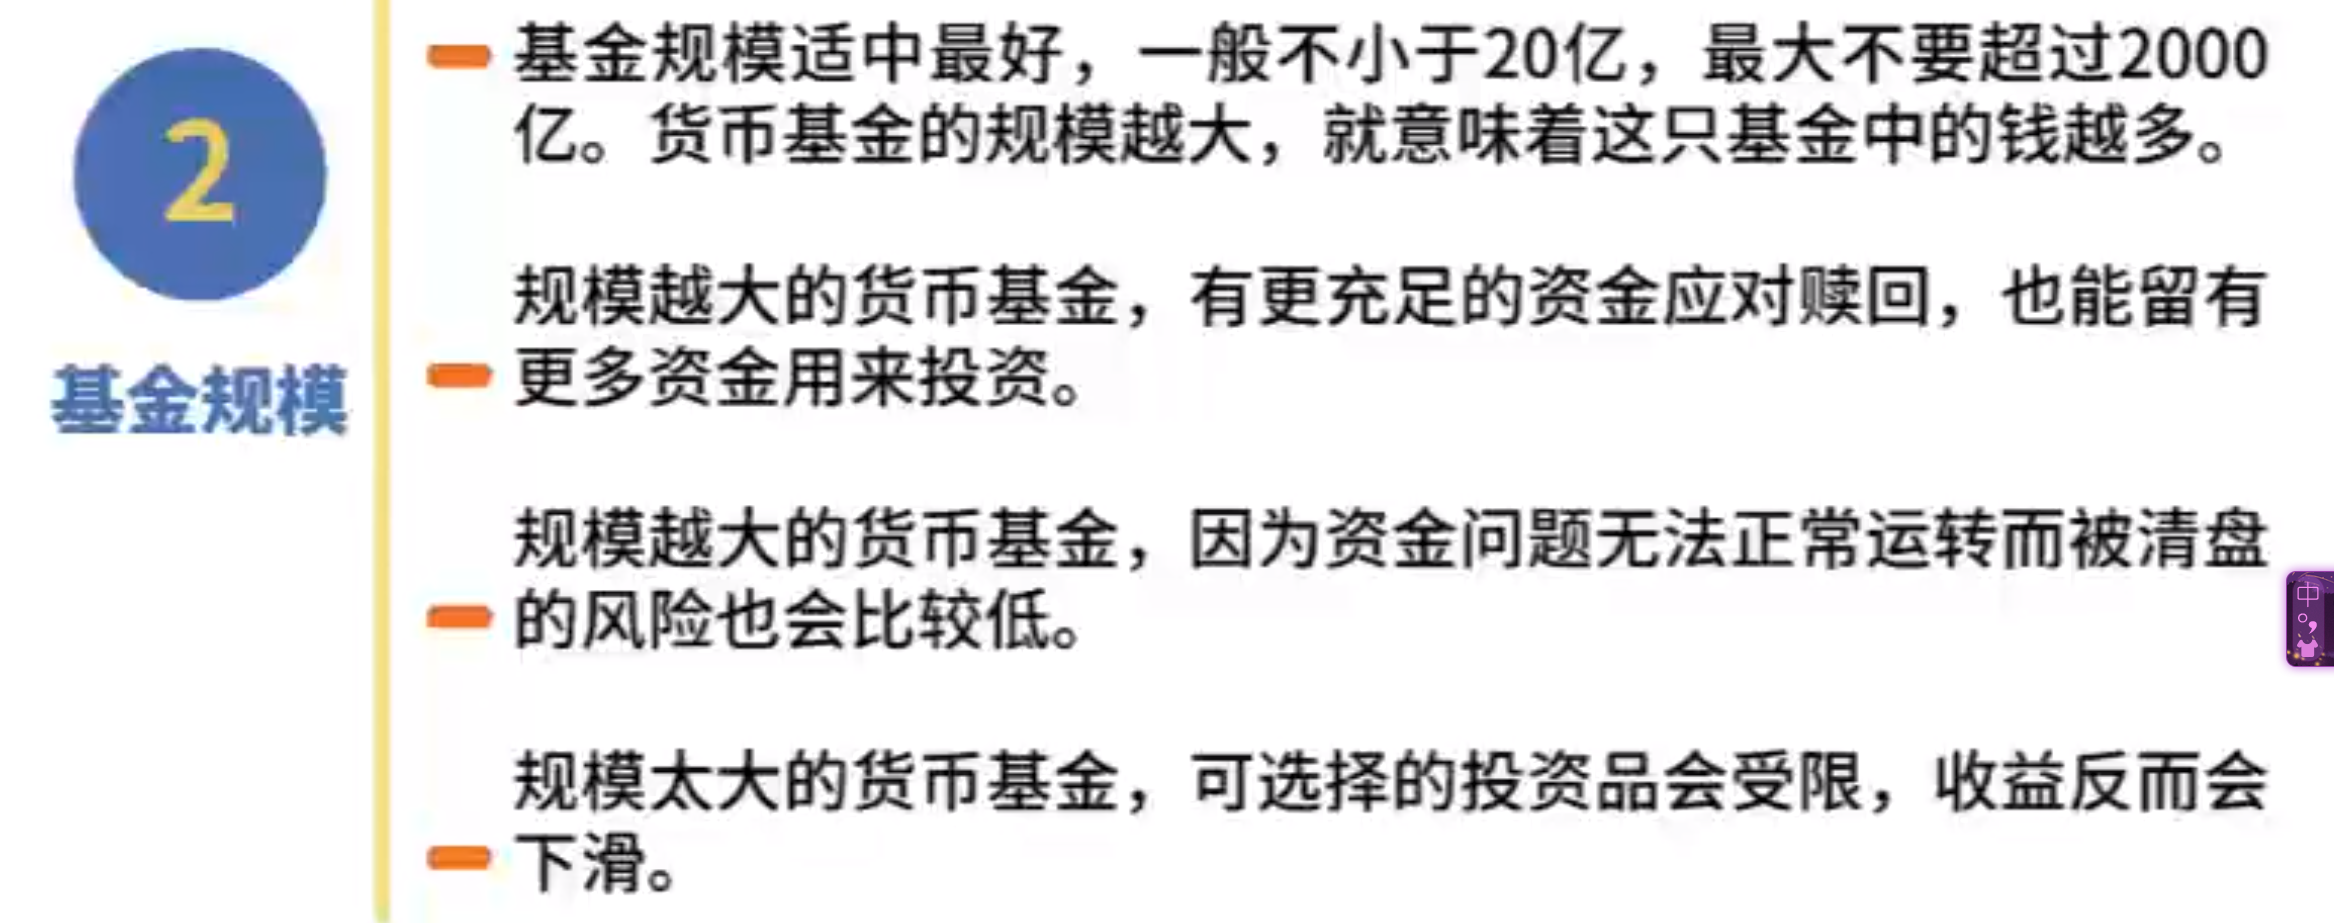 2
基金规模
基金规模适中最好，一般不小于20亿，最大不要超过2000
亿。货币基金的规模越大，就意味着这只基金中的钱越多。
规模越大的货币基金，有更充足的资金应对赎回，也能留有
更多资金用来投资。
规模越大的货币基金，因为资金问题无法正常运转而被清盘
的风险也会比较低。
规模太大的货币基金，可选择的投资品会受限，收益反而会
下滑。
中